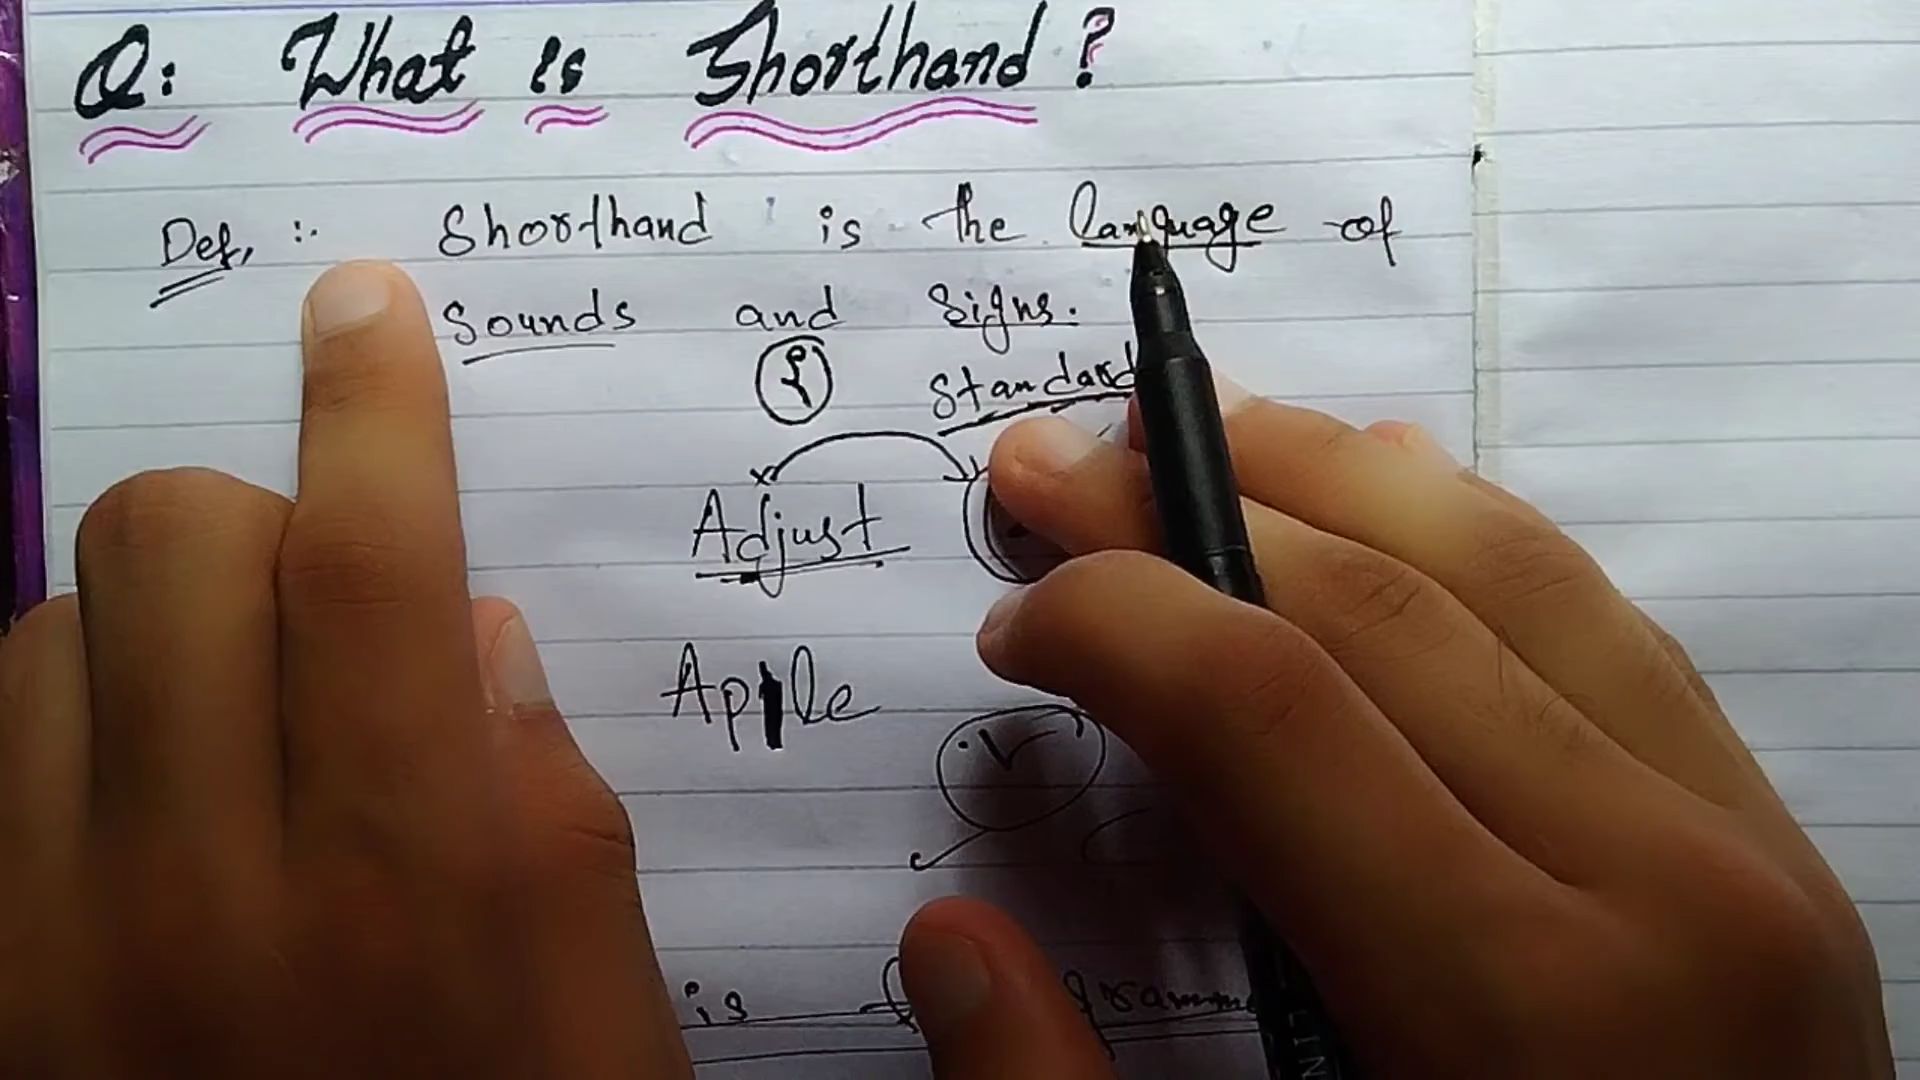 Q: What is Shorthand?
Def, :- Shorthand is the language of
Sounds and Signs.
Standard
Adjust
Apple
is